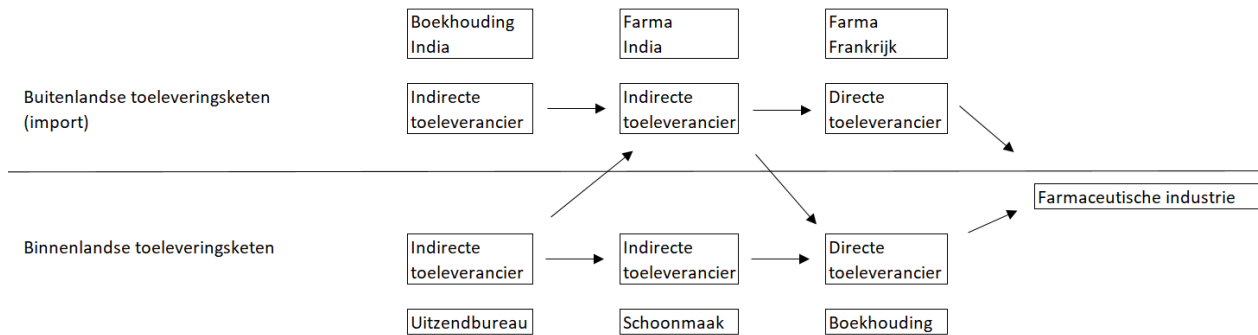 Boekhouding
India
Farma
India
Farma
Frankrijk
Buitenlandse toeleveringsketen
(import)
Indirecte
toeleverancier
Indirecte
toeleverancier
Directe
toeleverancier
Farmaceutische industrie
Binnenlandse toeleveringsketen
Indirecte
toeleverancier
Indirecte
toeleverancier
Directe
toeleverancier
Uitzendbureau
Schoonmaak
Boekhouding